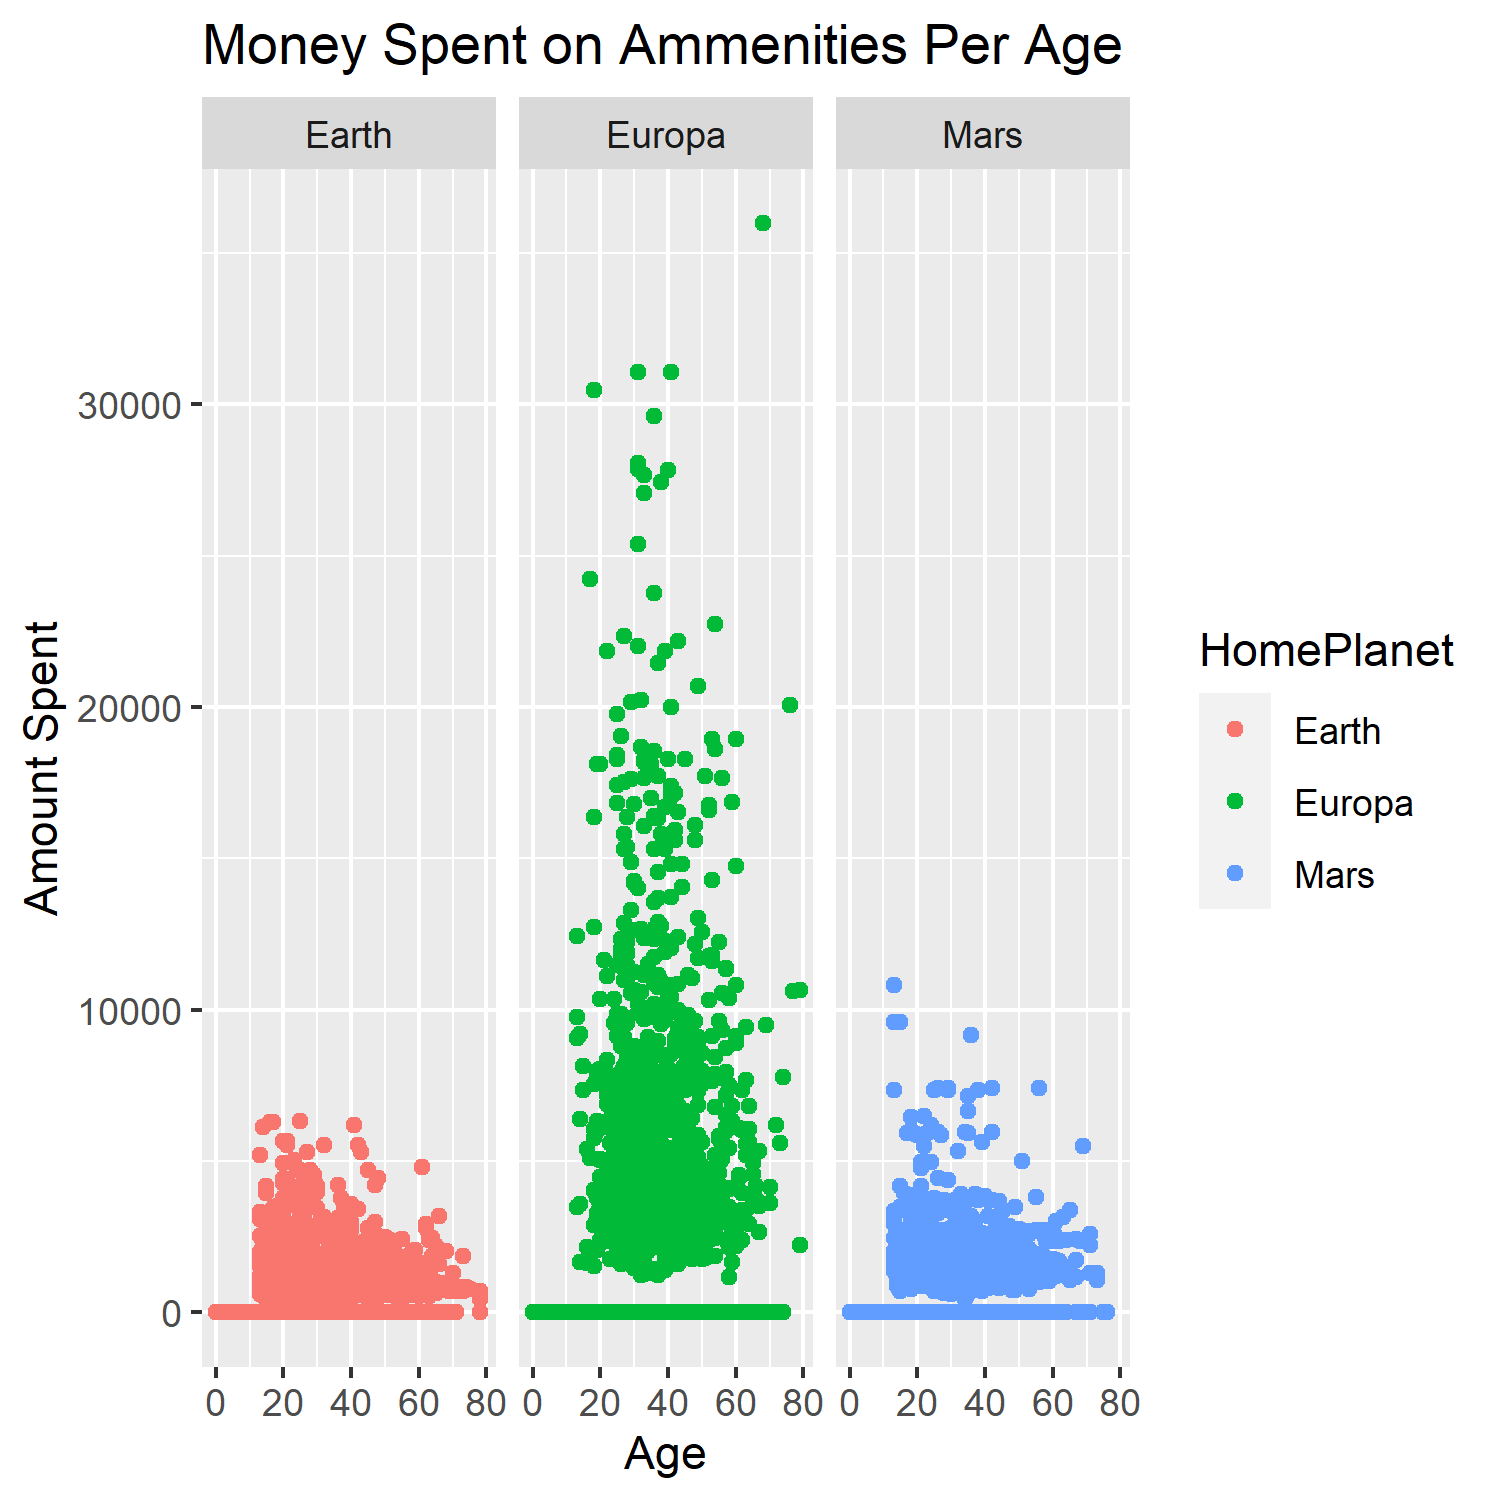 Money Spent on Ammenities Per Age
Earth Europa Mars
30000
20000
10000
0
Amount Spent
0 20 40 60 80 0 20 40 60 80 0 20 40 60 80
Age
HomePlanet
Earth
Europa
Mars